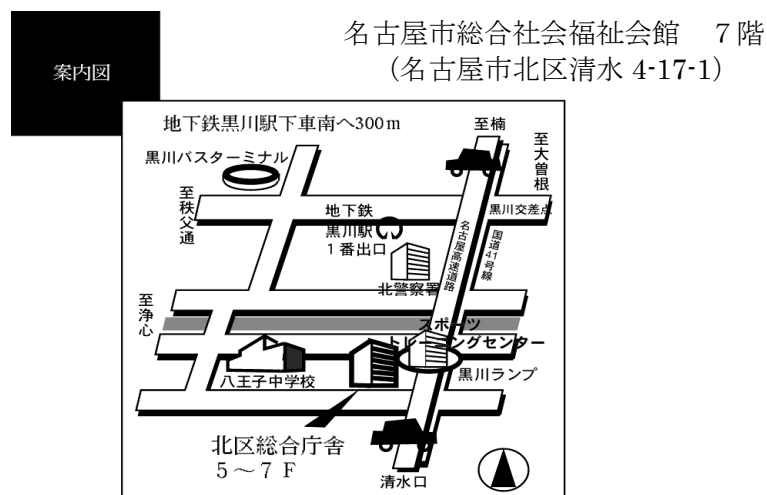 名古屋市総合社会福祉会館　７階
（名古屋市北区清水 4-17-1）
案内図
地下鉄黒川駅下車南へ300ｍ
至楠
至大曽根
黒川バスターミナル
至秩父通
地下鉄
黒川駅
１番出口
黒川交差点
名古屋高速道路
国道41号線
北警察署
至浄心
スポーツ
トレーニングセンター
八王子中学校
黒川ランプ
北区総合庁舎
５～７Ｆ
清水口